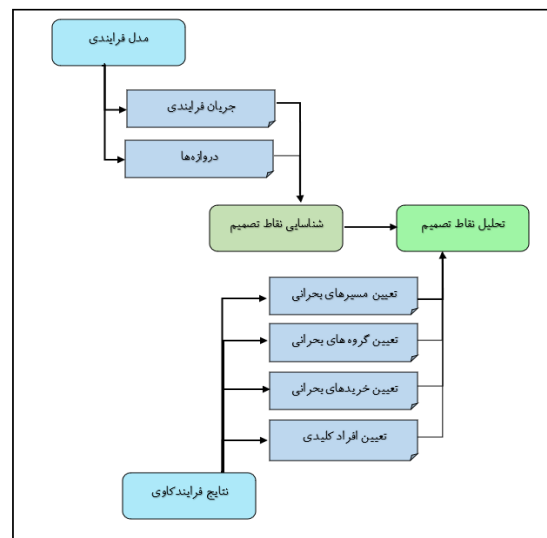 مدل فرایندی
جریان فرایندی
دروازه‌ها
شناسایی نقاط تصمیم
تحلیل نقاط تصمیم
تعیین مسیرهای بحرانی
تعیین گروه های بحرانی
تعیین خریدهای بحرانی
تعیین افراد کلیدی
نتایج فرایندکاوی